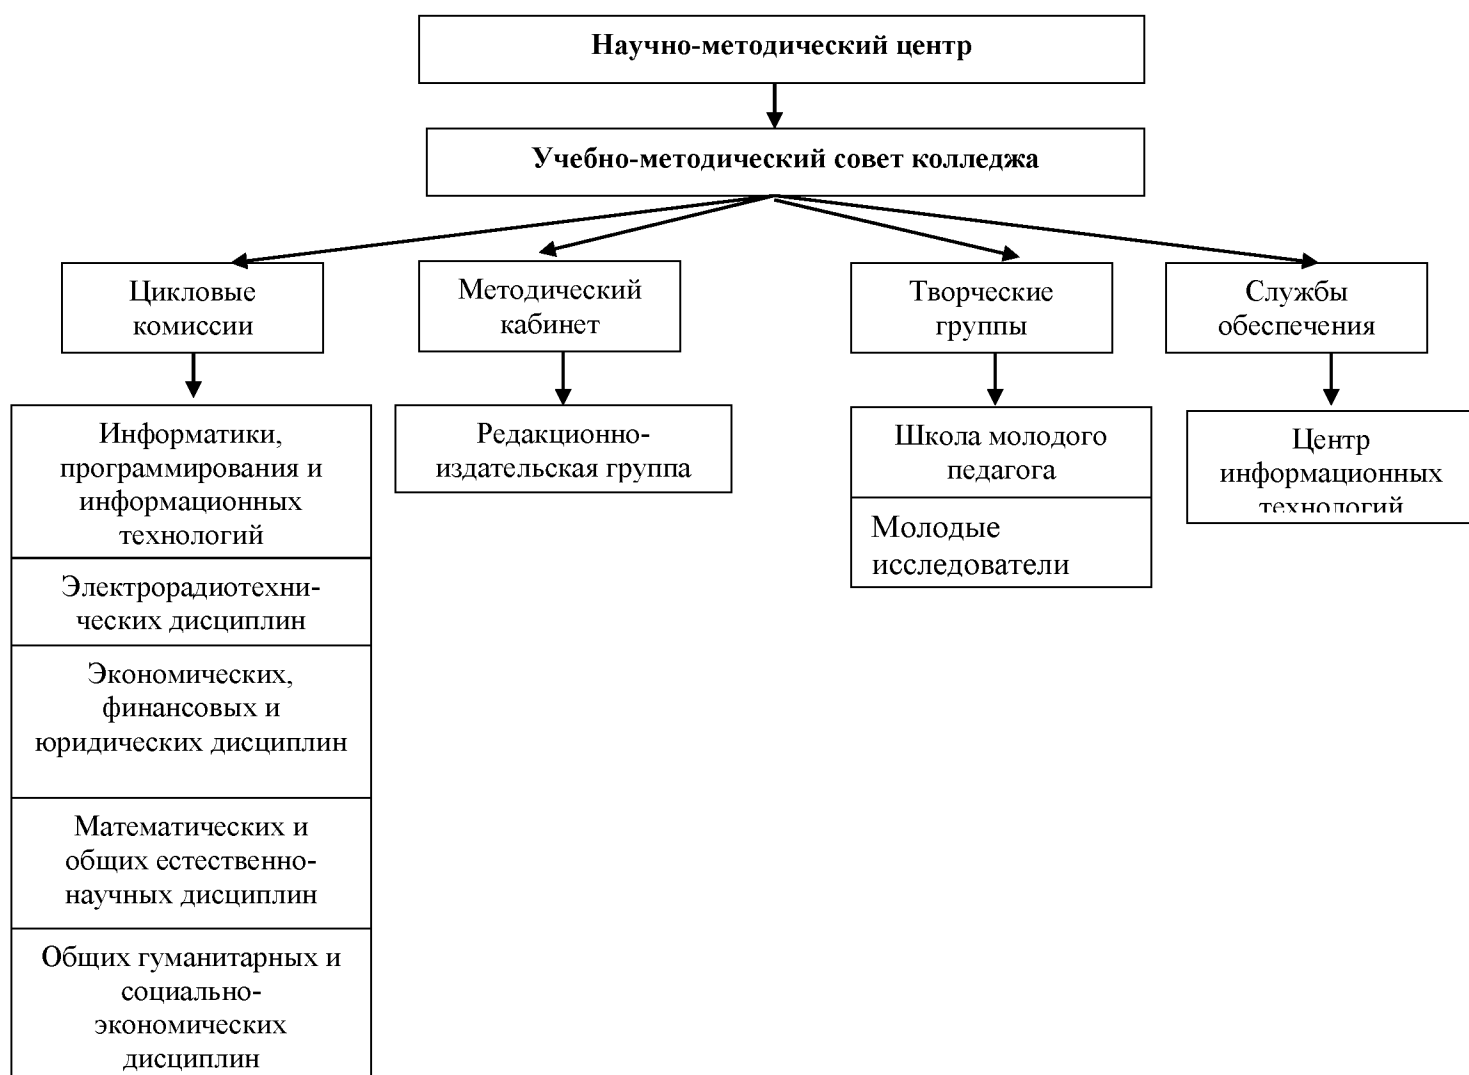 Научно-методический центр
Учебно-методический совет колледжа
Цикловые
комиссии
Методический
кабинет
Творческие
группы
Службы
обеспечения
Информатики,
программирования и
информационных
технологий
Электрорадиотехни-
ческих дисциплин
Экономических,
финансовых и
юридических дисциплин
Математических и
общих естественно-
научных дисциплин
Общих гуманитарных и
социально-
экономических
дисциплин
Редакционно-
издательская группа
Школа молодого
педагога
Молодые
исследователи
Центр
информационных
технологий